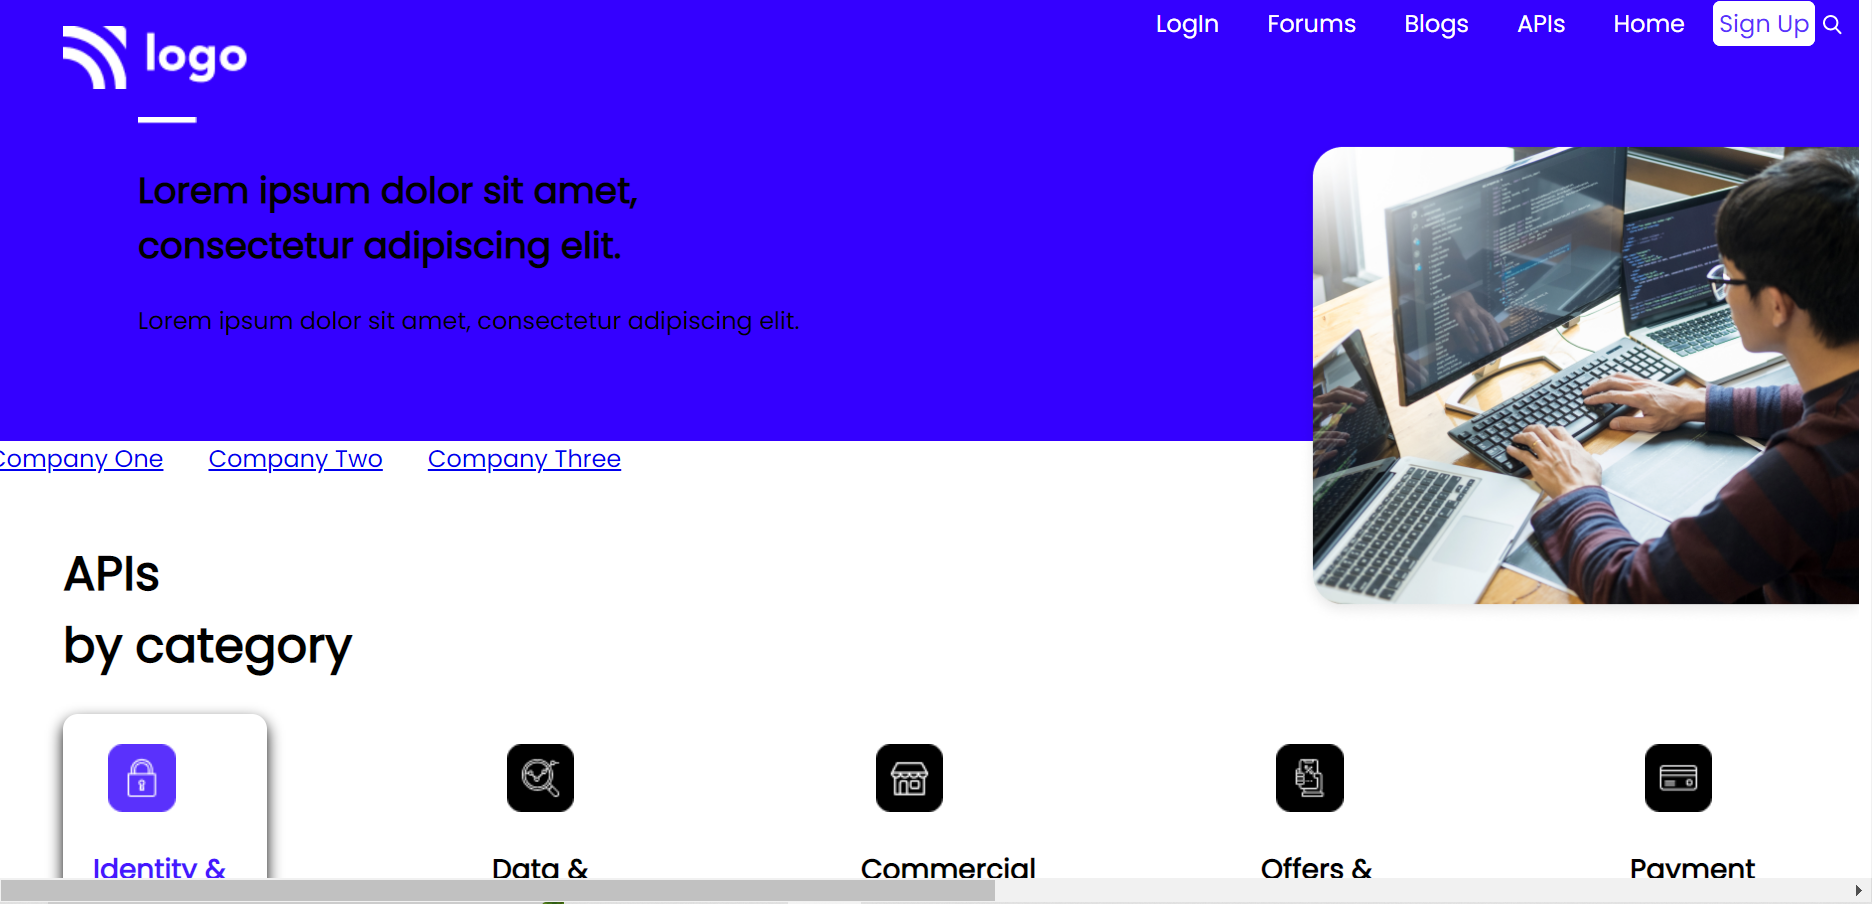 logo
LogIn Forums Blogs APIs Home Sign Up
Lorem ipsum dolor sit amet,
consectetur adipiscing elit.
Lorem ipsum dolor sit amet, consectetur adipiscing elit.
Company One Company Two Company Three
APIs
by category
Identity & Data & Commercial Offers & Payment